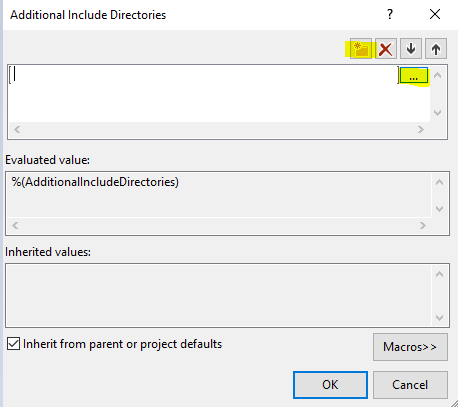 Additional Include Directories
...
Evaluated value:
%(AdditionalIncludeDirectories)
Inherited values:
Inherit from parent or project defaults
Macros>>
OK
Cancel